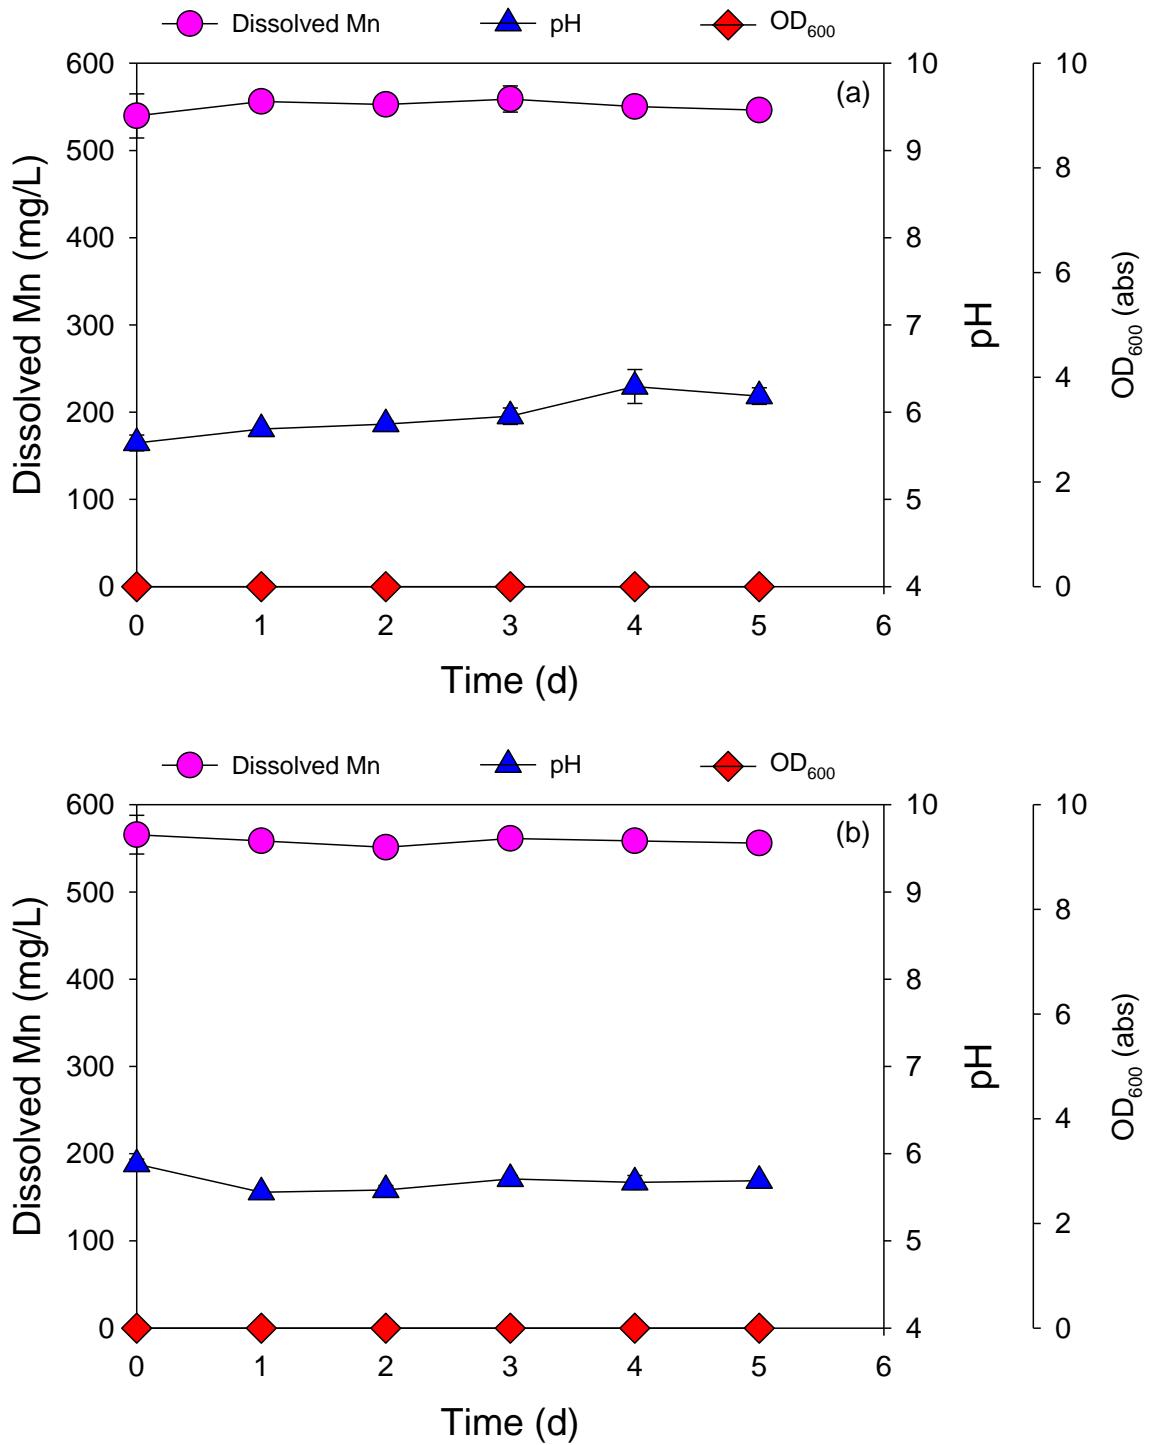 Dissolved Mn pH OD600
600 10 10
(a)
500 9 8
400 8 6
300 7
200 6 4
100 5 2
0 4 0
Dissolved Mn (mg/L)
pH
OD600 (abs)
0 1 2 3 4 5 6
Time (d)
Dissolved Mn pH OD600
600 10 10
(b)
500 9 8
400 8 6
300 7
200 6 4
100 5 2
0 4 0
Dissolved Mn (mg/L)
pH
OD600 (abs)
0 1 2 3 4 5 6
Time (d)